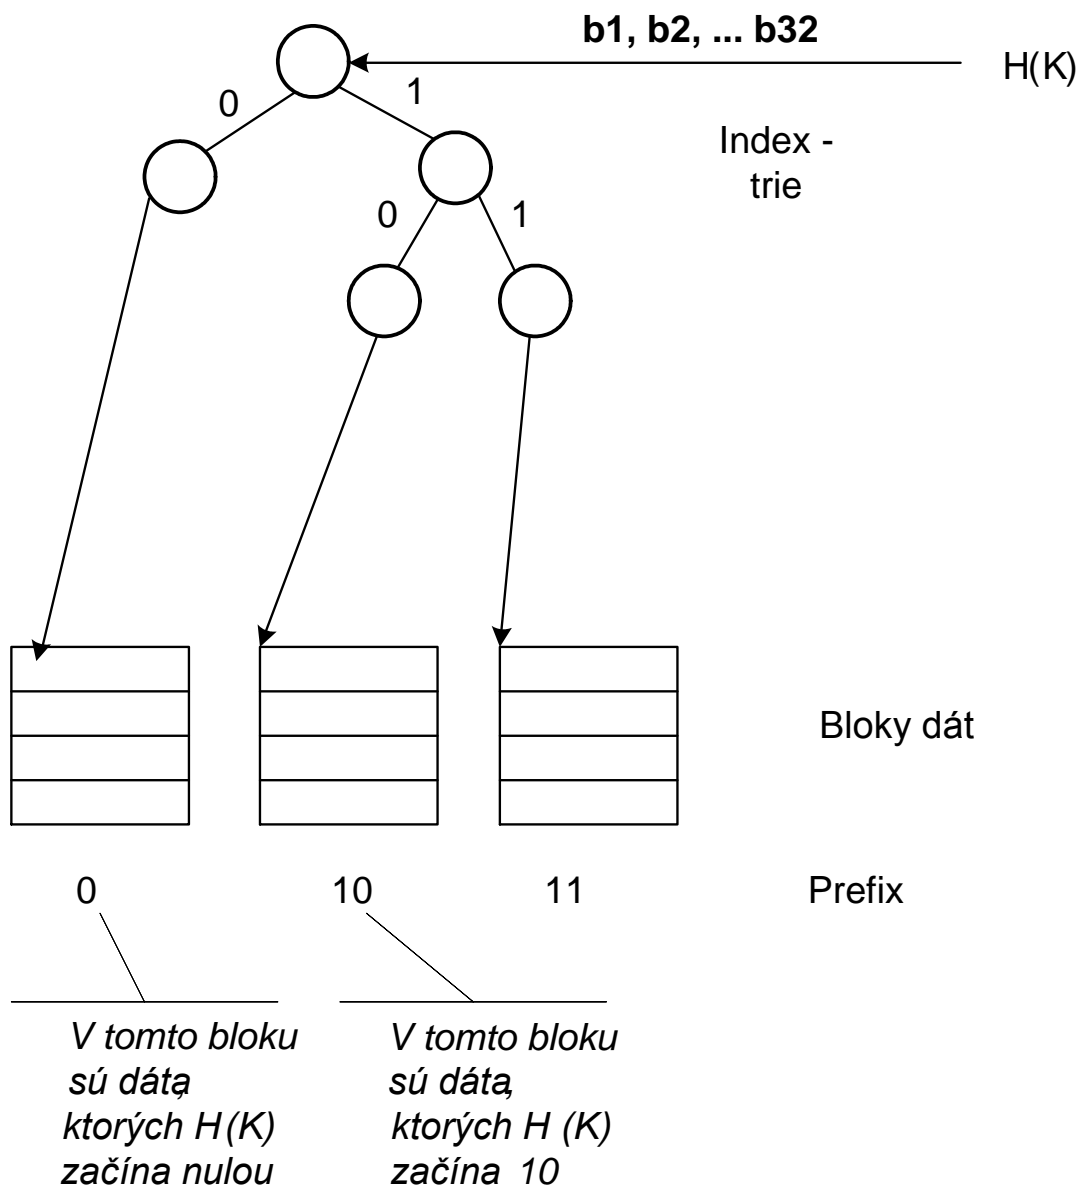 b1, b2, ... b32
H(K)
0
1
Index -
trie
0
1
Bloky dát
0
10
11
Prefix
V tomto bloku
sú dáta,
ktorých H(K)
začína nulou
V tomto bloku
sú dáta,
ktorých H (K)
začína 10